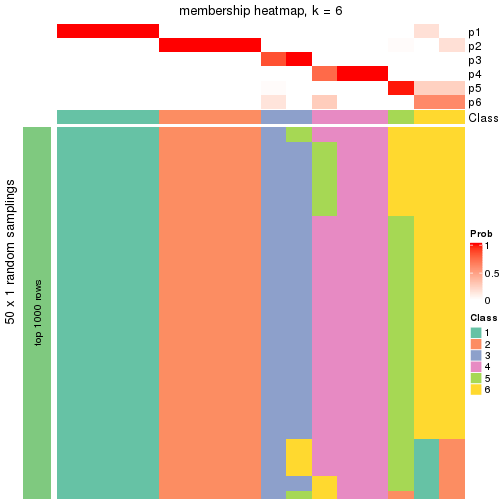 membership heatmap, k = 6
p1
p2
p3
p4
p5
p6
Class
50 x 1 random samplings
top 1000 rows
Prob
1
0.5
0
Class
1
2
3
4
5
6